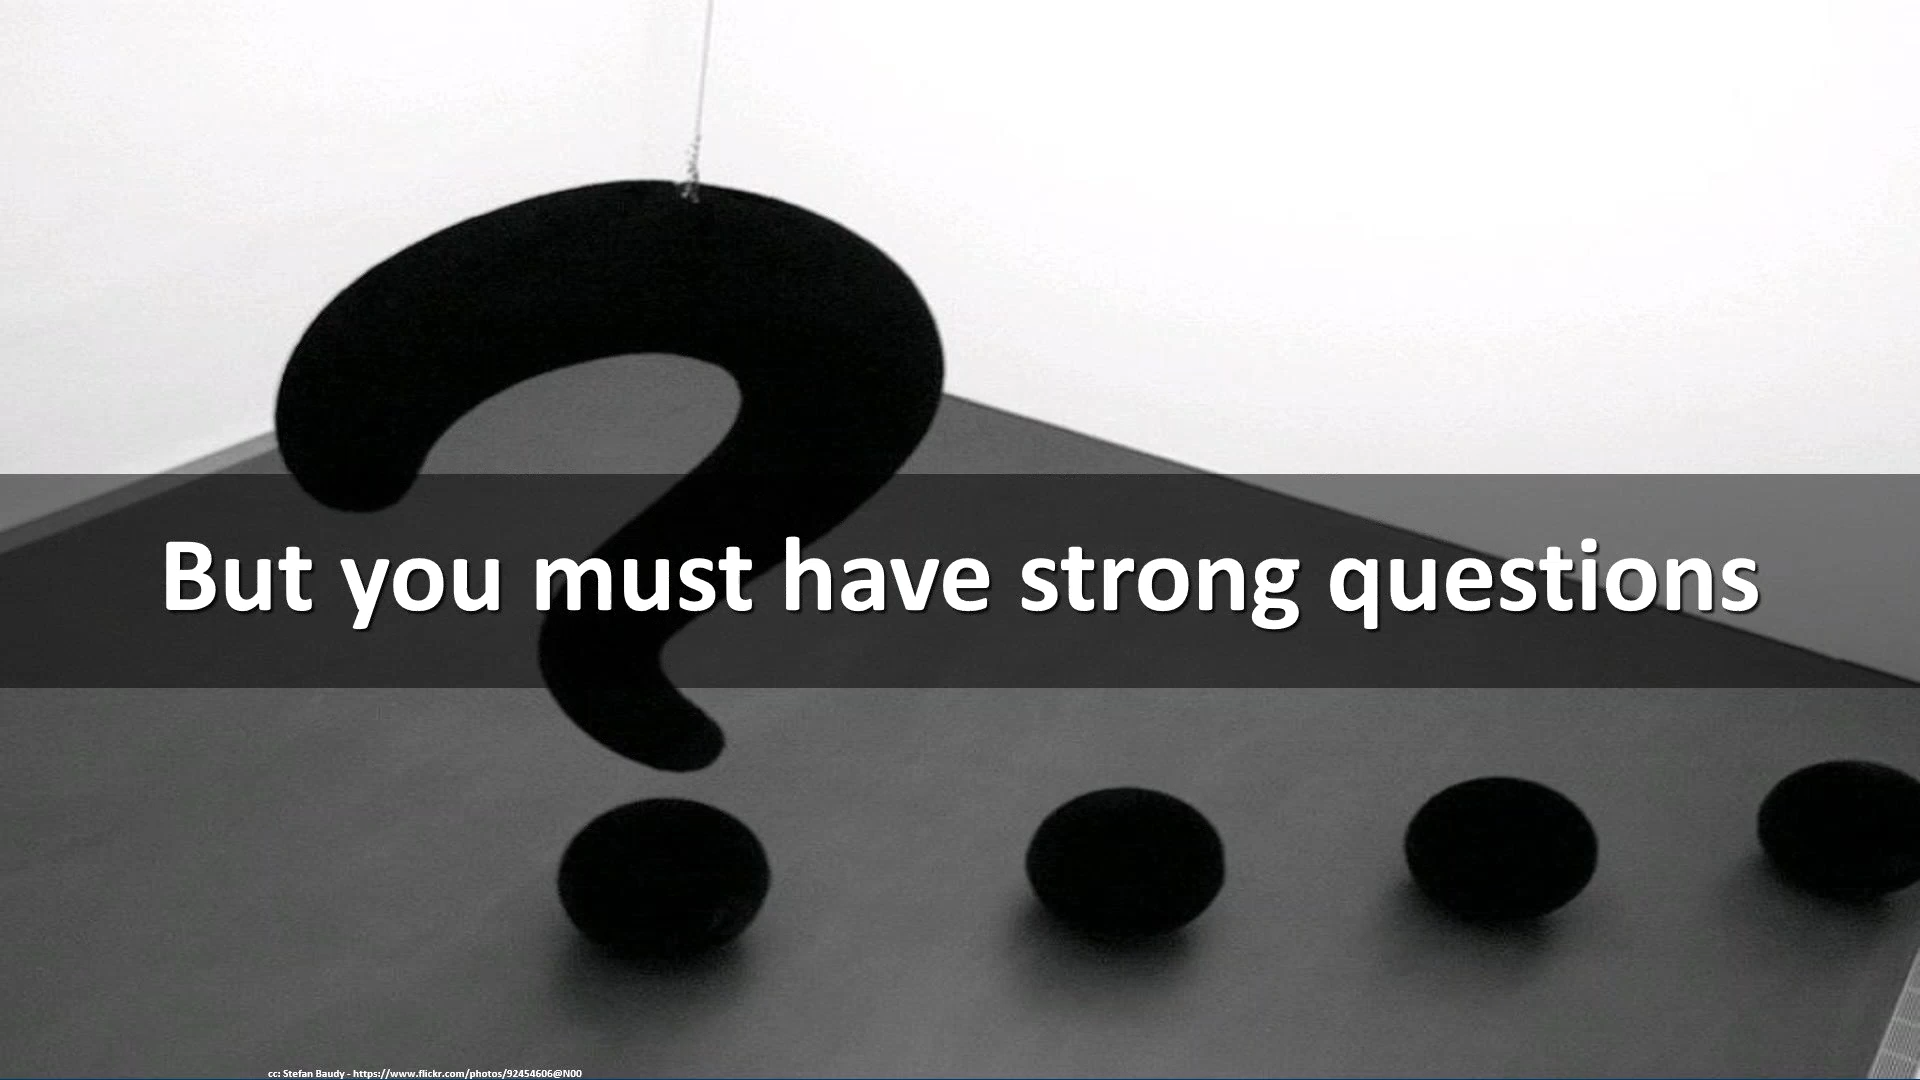 But you must have strong questions
cc: Stefan Baudy - https://www.flickr.com/photos/92454606@N00